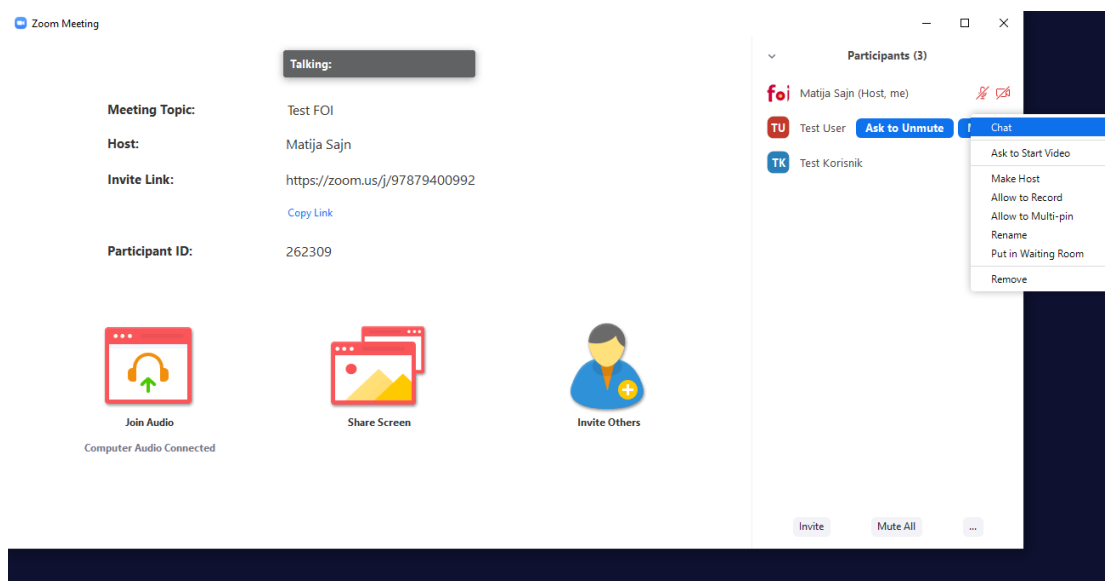 Zoom Meeting
Talking:
Meeting Topic: Test FOI
Host: Matija Sajn
Invite Link: https://zoom.us/j/97879400992
Copy Link
Participant ID: 262309
Join Audio
Computer Audio Connected
Share Screen
Invite Others
Participants (3)
foi Matija Sajn (Host, me)
TU Test User Ask to Unmute
TK Test Korisnik
Chat
Ask to Start Video
Make Host
Allow to Record
Allow to Multi-pin
Rename
Put in Waiting Room
Remove
Invite Mute All ...